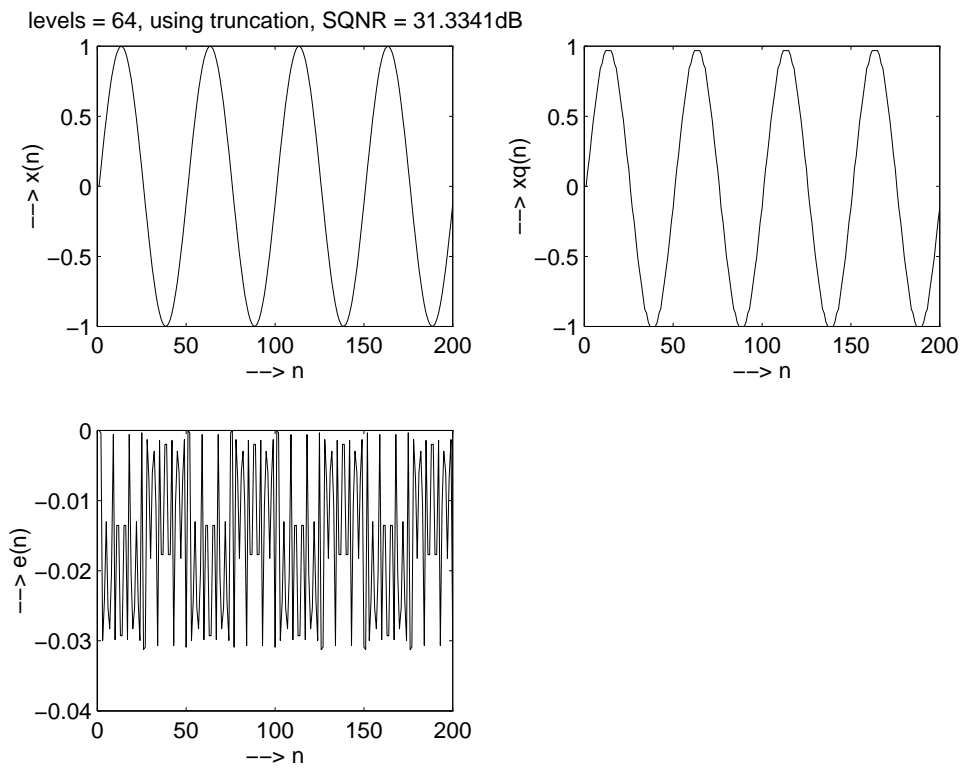 levels = 64, using truncation, SQNR = 31.3341dB
1
0.5
0
−0.5
−1
−−> x(n)
0 50 100 150 200
−−> n
1
0.5
0
−0.5
−1
−−> xq(n)
0 50 100 150 200
−−> n
0
−0.01
−0.02
−0.03
−0.04
−−> e(n)
0 50 100 150 200
−−> n